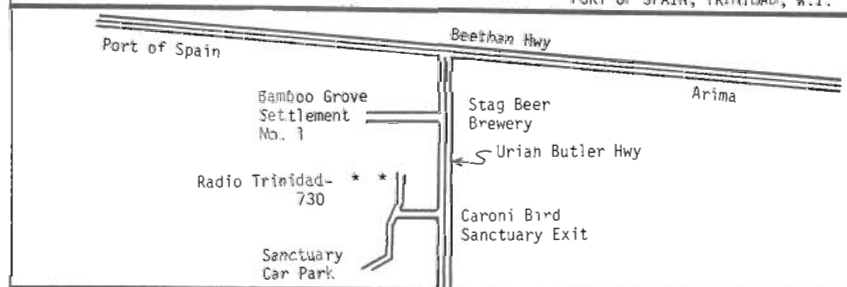 PORT OF SPAIN, TRINIDAD, W.I.
Beethan Hwy
Port of Spain
Arima
Bamboo Grove
Settlement
No. 1
Stag Beer
Brewery
Urian Butler Hwy
Radio Trinidad- * *
730
Caroni Bird
Sanctuary Exit
Sanctuary
Car Park